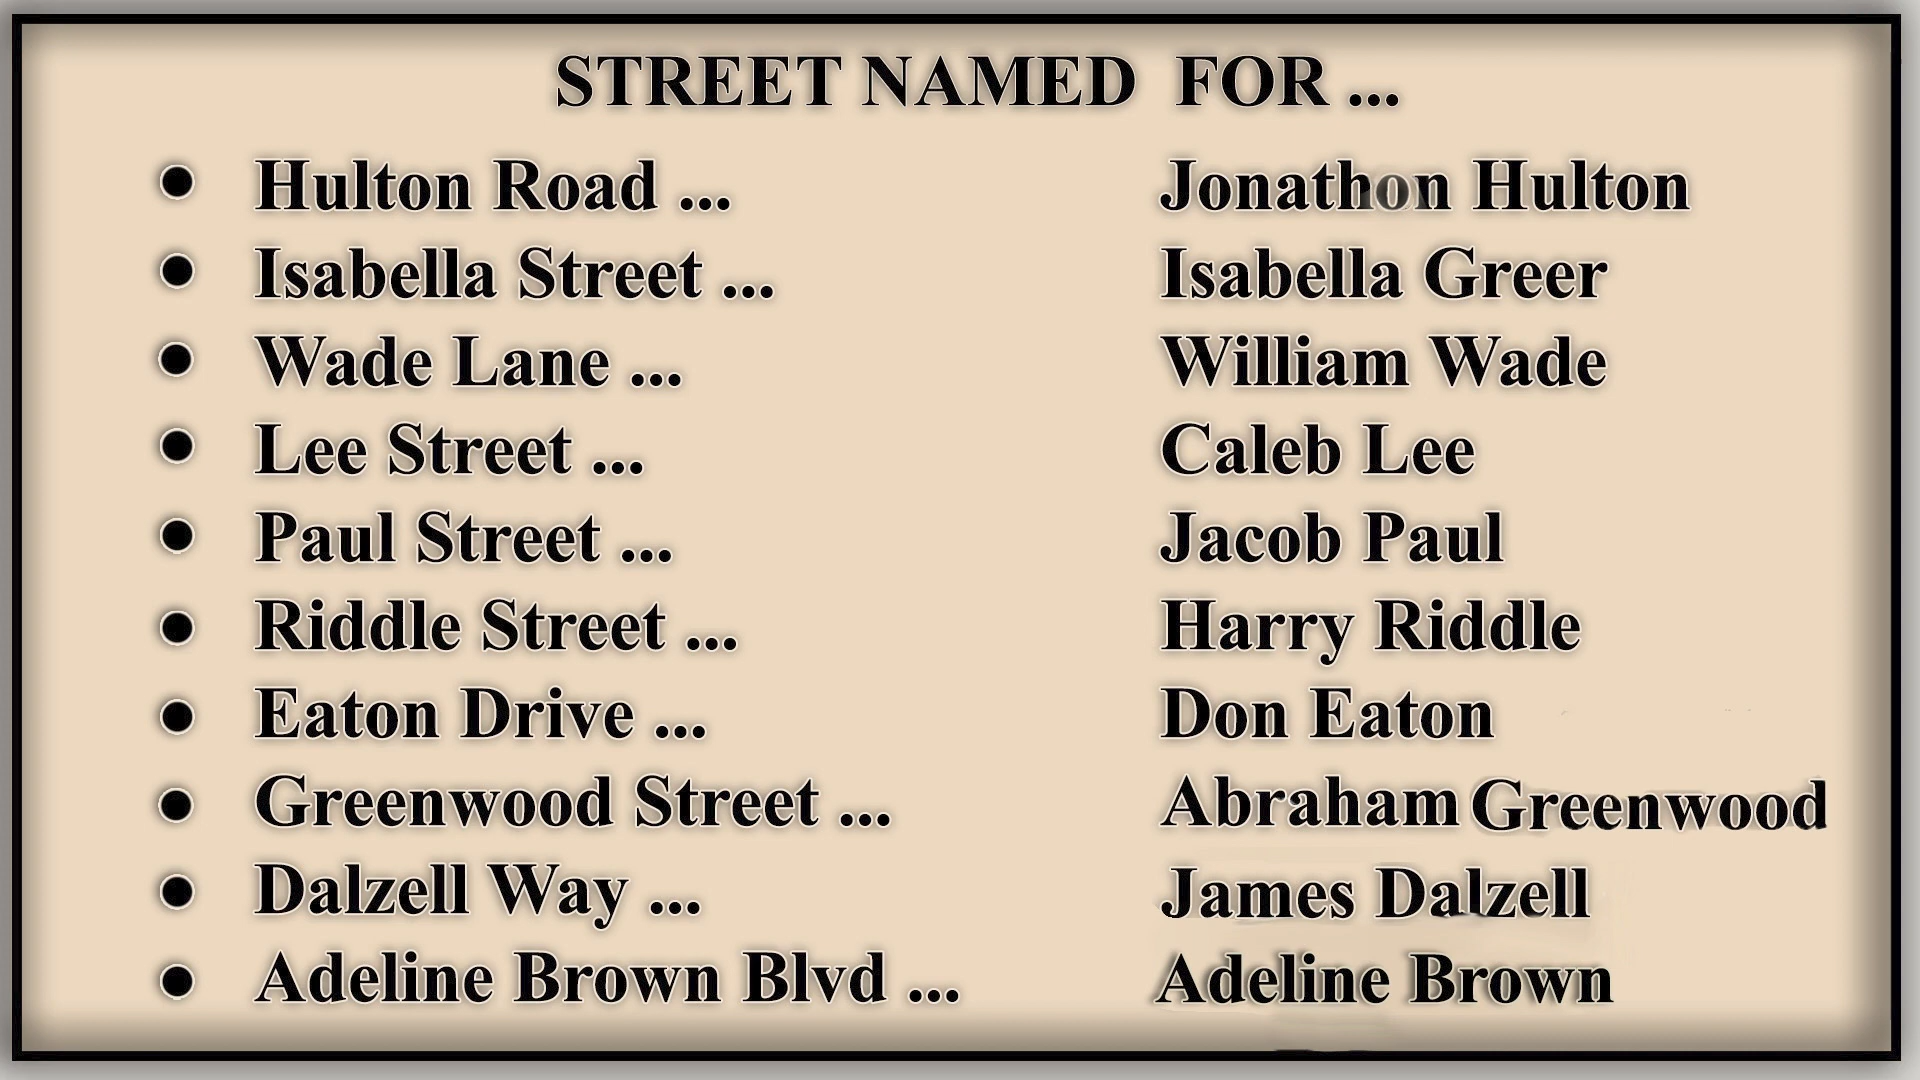 STREET NAMED FOR ...
• Hulton Road ... Jonathon Hulton
• Isabella Street ... Isabella Greer
• Wade Lane ... William Wade
• Lee Street ... Caleb Lee
• Paul Street ... Jacob Paul
• Riddle Street ... Harry Riddle
• Eaton Drive ... Don Eaton
• Greenwood Street ... Abraham Greenwood
• Dalzell Way ... James Dalzell
• Adeline Brown Blvd ... Adeline Brown